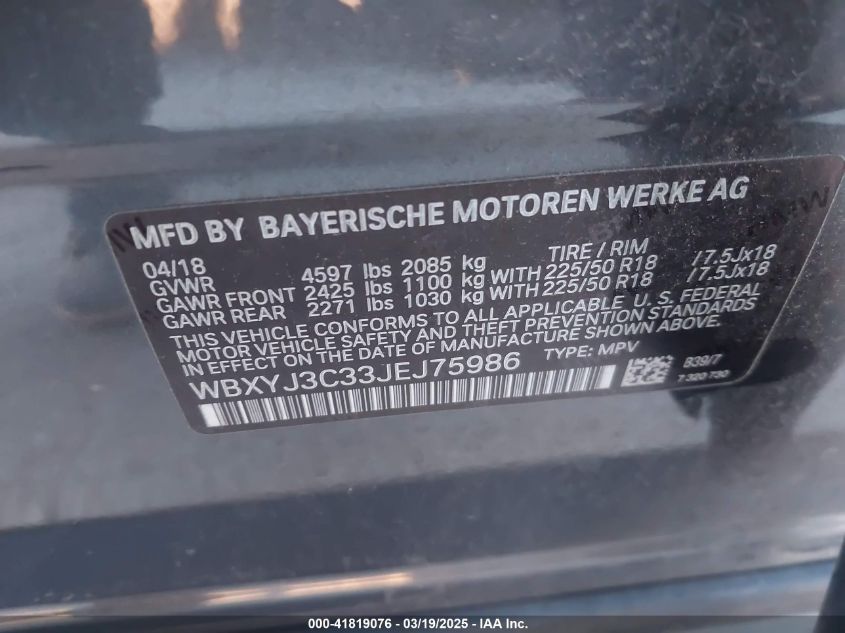 MFD BY BAYERISCHE MOTOREN WERKE AG
04/18 TIRE / RIM
GVWR 4597 lbs 2085 kg
GAWR FRONT 2425 lbs 1100 kg WITH 225/50 R18 /7.5Jx18
GAWR REAR 2271 lbs 1030 kg WITH 225/50 R18 /7.5Jx18
THIS VEHICLE CONFORMS TO ALL APPLICABLE U. S. FEDERAL
MOTOR VEHICLE SAFETY AND THEFT PREVENTION STANDARDS
IN EFFECT ON THE DATE OF MANUFACTURE SHOWN ABOVE.
WBXYJ3C33JEJ75986 TYPE: MPV B39/7
7 320 730
000-41819076 / 03/19/2025 - IAA Inc.